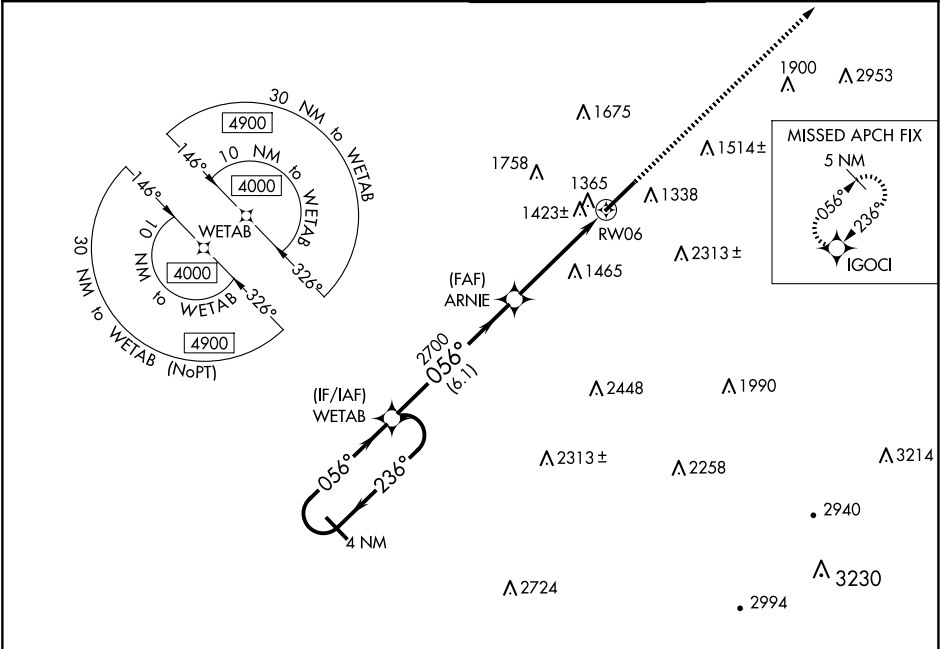 30 NM to WETAB
4900
146°
10 NM to WETAB
4000
326°
WETAB
146°
10 NM to WETAB
4000
326°
4900
30 NM to WETAB (NoPT)
1900
2953
1675
1514±
1758
1365
1423±
1338
RW06
2313±
1465
MISSED APCH FIX
5 NM
056°
236°
IGOCI
(FAF)
ARNIE
2700
056°
(6.1)
(IF/IAF)
WETAB
056°
236°
4 NM
2448
1990
2313±
2258
3214
2940
3230
2724
2994